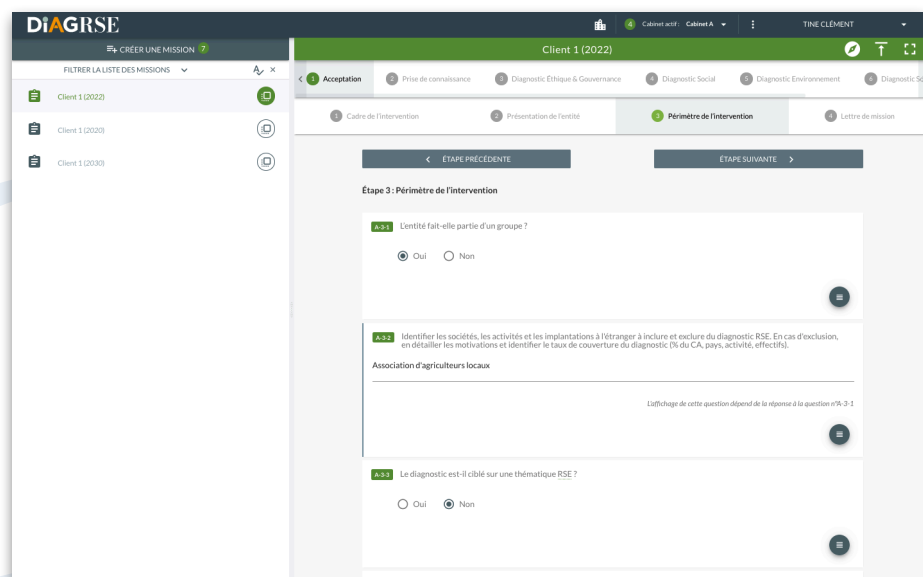 DiAGRSE
4 Cabinet actif : Cabinet A
TINE CLÉMENT
CRÉER UNE MISSION 7
Client 1 (2022)
FILTRER LA LISTE DES MISSIONS
1 Acceptation
2 Prise de connaissance
3 Diagnostic Éthique & Gouvernance
4 Diagnostic Social
5 Diagnostic Environnement
6 Diagnostic So
Client 1 (2022)
Client 1 (2020)
Client 1 (2030)
1 Cadre de l'intervention
2 Présentation de l'entité
3 Périmètre de l'intervention
4 Lettre de mission
ÉTAPE PRÉCÉDENTE
ÉTAPE SUIVANTE
Étape 3 : Périmètre de l'intervention
A-3-1 L'entité fait-elle partie d'un groupe ?
Oui Non
A-3-2 Identifier les sociétés, les activités et les implantations à l'étranger à inclure et exclure du diagnostic RSE. En cas d'exclusion,
en détailler les motivations et identifier le taux de couverture du diagnostic (% du CA, pays, activité, effectifs).
Association d'agriculteurs locaux
L'affichage de cette question dépend de la réponse à la question n°A-3-1
A-3-3 Le diagnostic est-il ciblé sur une thématique RSE ?
Oui Non